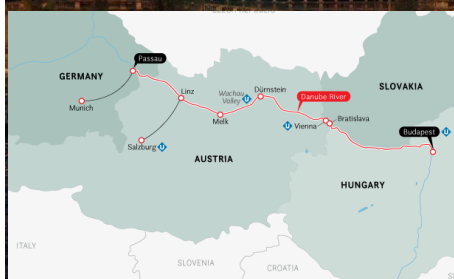 Passau
GERMANY
Munich
Linz
Wachau
Valley
Dürnstein
Danube River
SLOVAKIA
Melk
Vienna
Bratislava
Budapest
Salzburg
AUSTRIA
HUNGARY
ITALY
SLOVENIA
CROATIA